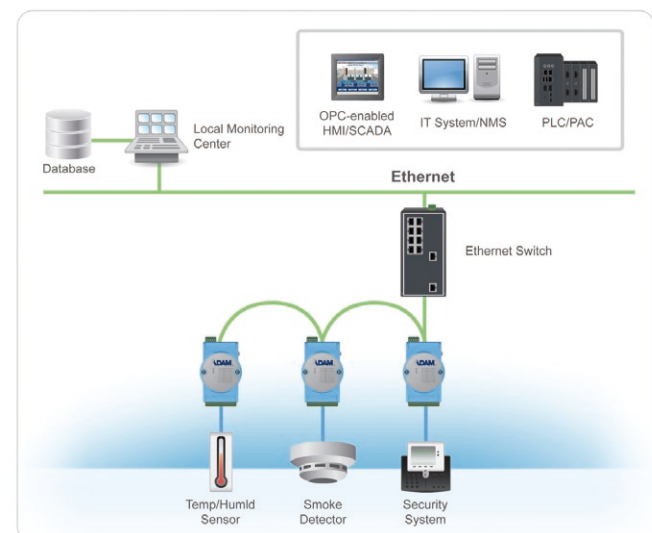 OPC-enabled
HMI/SCADA
IT System/NMS
PLC/PAC
Local Monitoring
Center
Database
Ethernet
Ethernet Switch
ADAM
ADAM
ADAM
Temp/Humld
Sensor
Smoke
Detector
Security
System